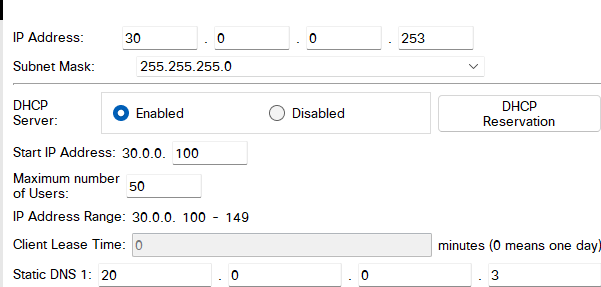 IP Address: 30 . 0 . 0 . 253
Subnet Mask: 255.255.255.0
DHCP Server: Enabled Disabled DHCP Reservation
Start IP Address: 30.0.0. 100
Maximum number of Users: 50
IP Address Range: 30.0.0. 100 - 149
Client Lease Time: 0 minutes (0 means one day)
Static DNS 1: 20 . 0 . 0 . 3